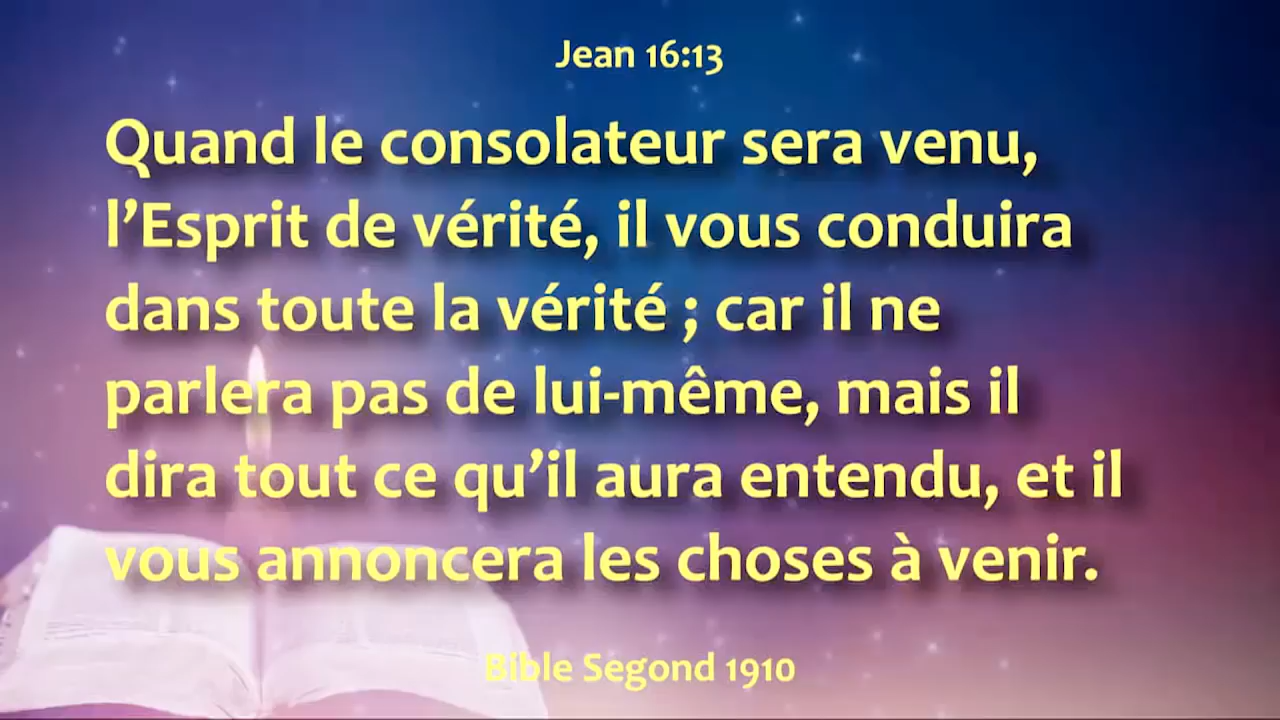 Jean 16:13
Quand le consolateur sera venu,
l’Esprit de vérité, il vous conduira
dans toute la vérité ; car il ne
parlera pas de lui-même, mais il
dira tout ce qu’il aura entendu, et il
vous annoncera les choses à venir.
Bible Segond 1910